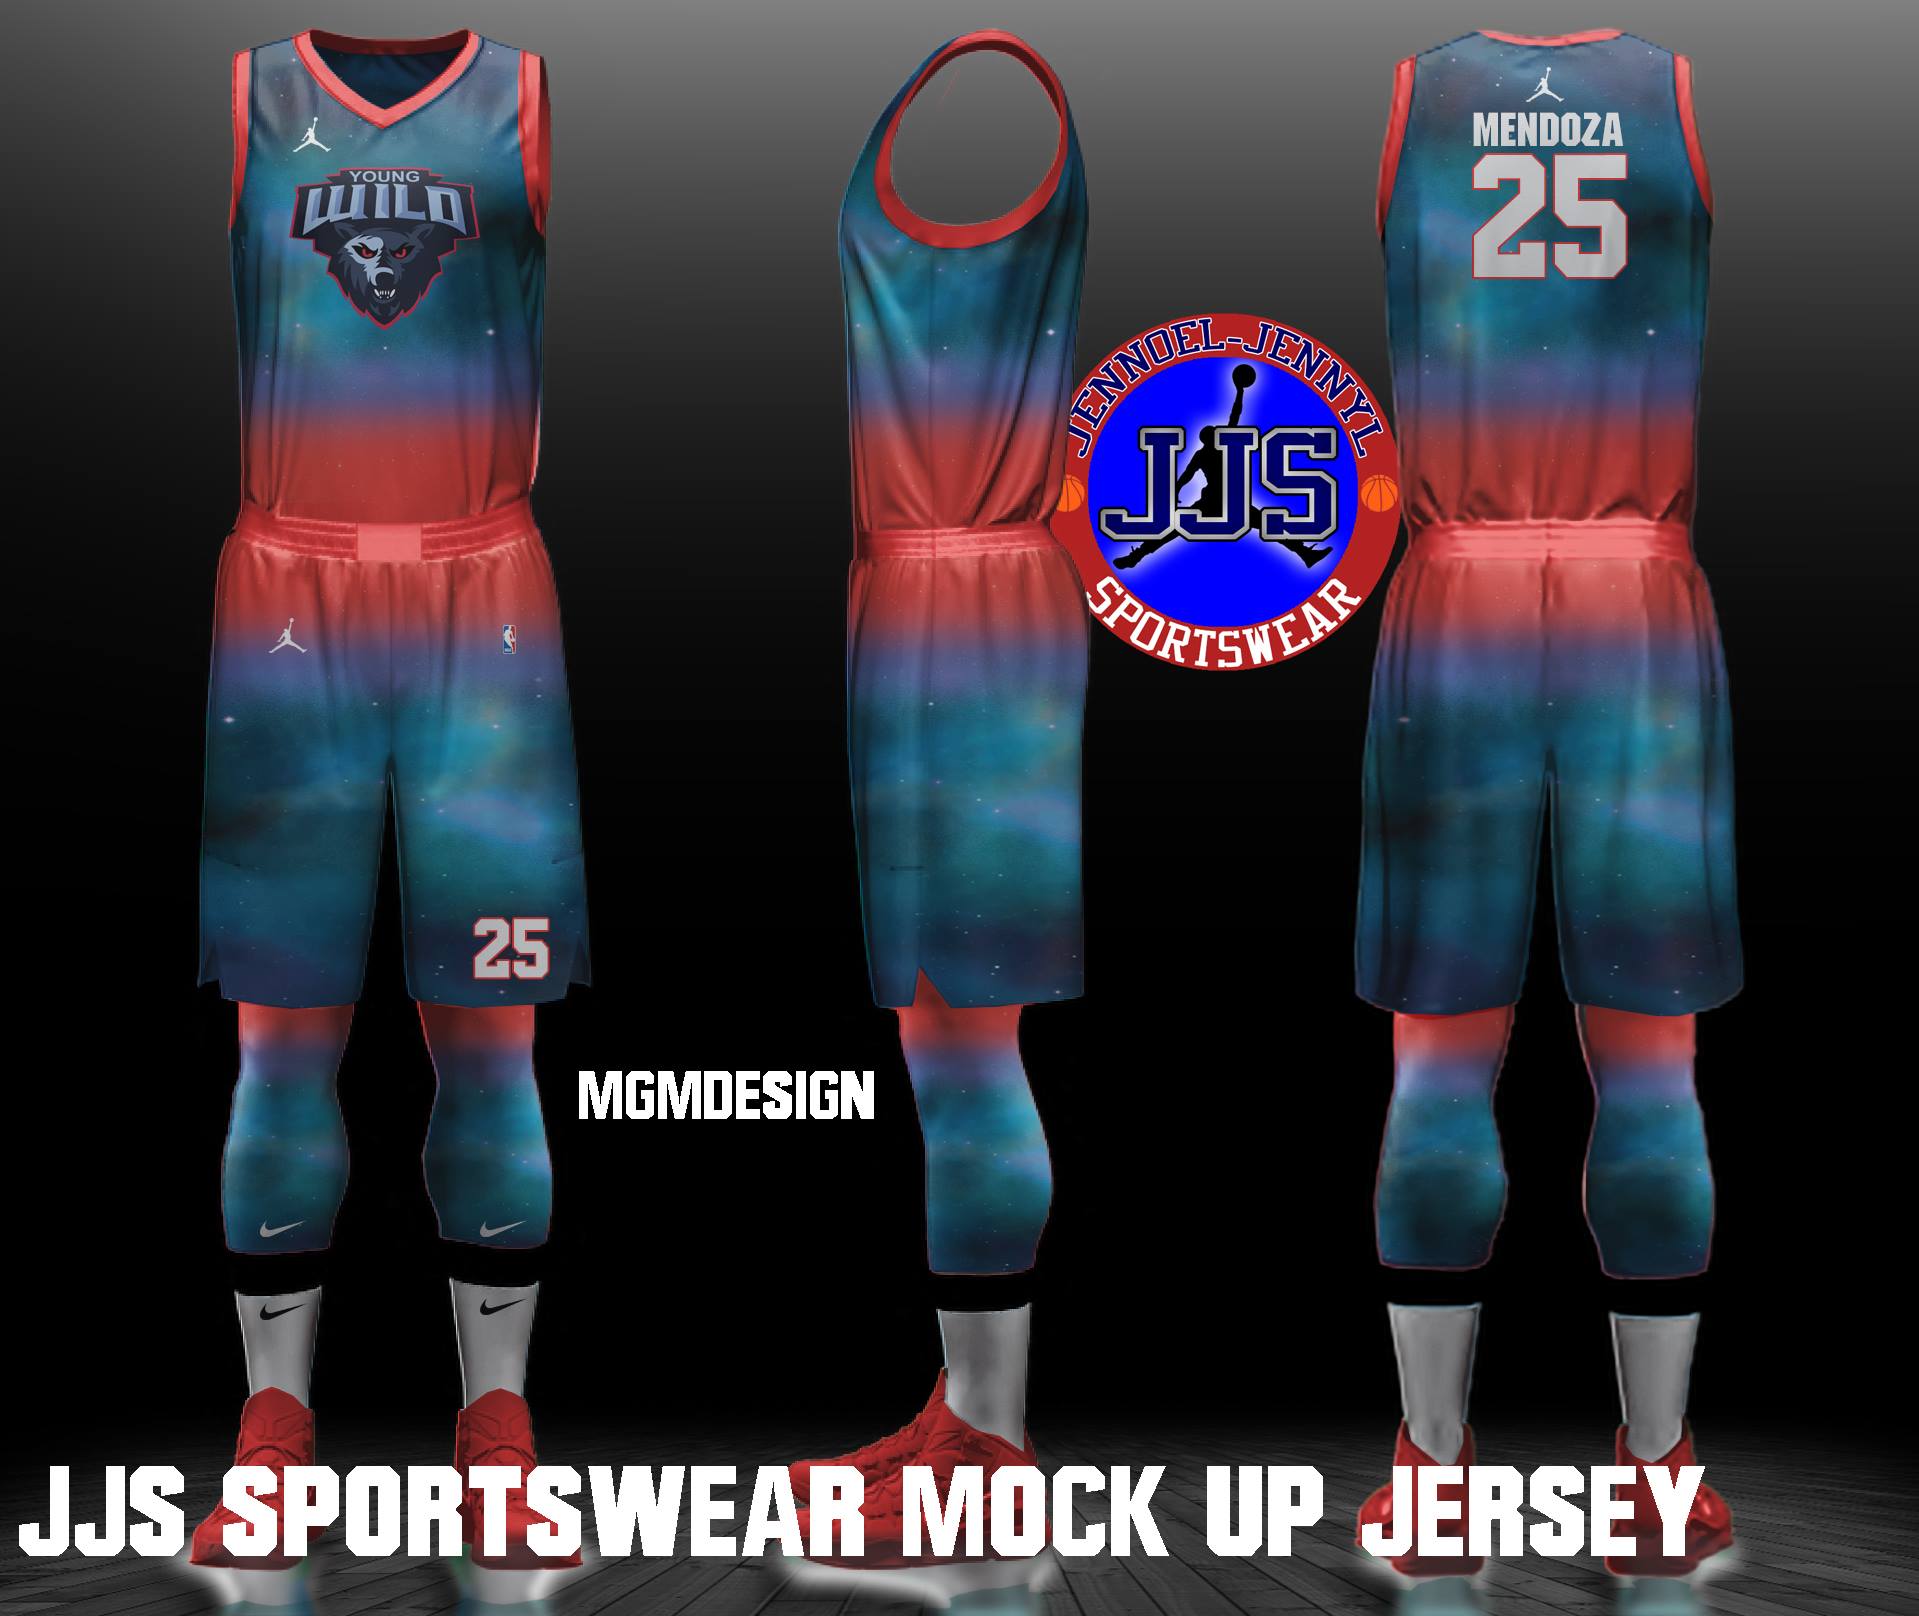 YOUNG
WILD
MENDOZA
25
JENNOEL-JENNYL
JJS
SPORTSWEAR
25
MGMDESIGN
JJS SPORTSWEAR MOCK UP JERSEY